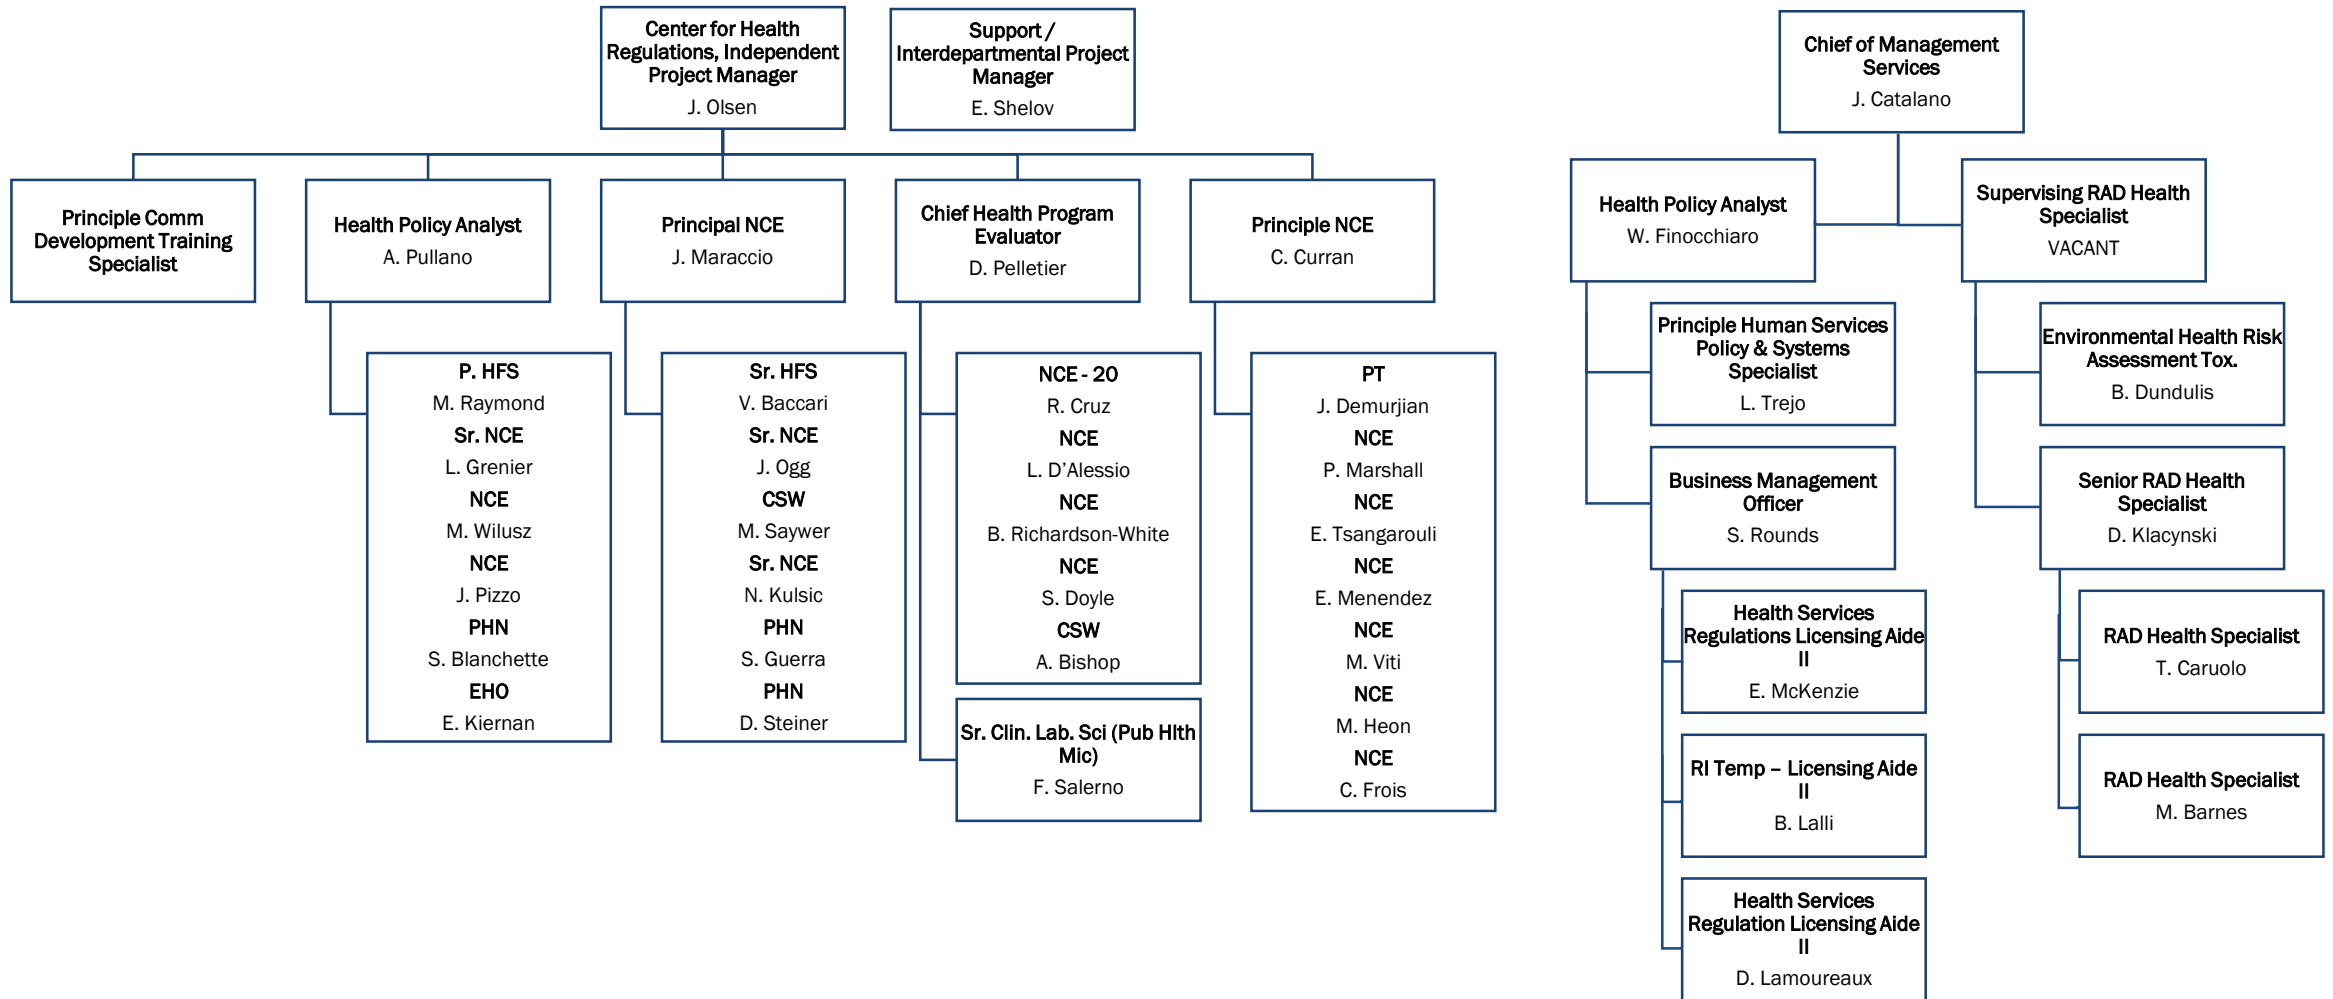 Center for Health
Regulations, Independent
Project Manager
J. Olsen
Support /
Interdepartmental Project
Manager
E. Shelov
Chief of Management
Services
J. Catalano
Principle Comm
Development Training
Specialist
Health Policy Analyst
A. Pullano
Principal NCE
J. Maraccio
Chief Health Program
Evaluator
D. Pelletier
Principle NCE
C. Curran
Health Policy Analyst
W. Finocchiaro
Supervising RAD Health
Specialist
VACANT
P. HFS
M. Raymond
Sr. NCE
L. Grenier
NCE
M. Wilusz
NCE
J. Pizzo
PHN
S. Blanchette
EHO
E. Kiernan
Sr. HFS
V. Baccari
Sr. NCE
J. Ogg
CSW
M. Saywer
Sr. NCE
N. Kulsic
PHN
S. Guerra
PHN
D. Steiner
NCE - 20
R. Cruz
NCE
L. D’Alessio
NCE
B. Richardson-White
NCE
S. Doyle
CSW
A. Bishop
Sr. Clin. Lab. Sci (Pub Hlth
Mic)
F. Salerno
PT
J. Demurjian
NCE
P. Marshall
NCE
E. Tsangarouli
NCE
E. Menendez
NCE
M. Viti
NCE
M. Heon
NCE
C. Frois
Principle Human Services
Policy & Systems
Specialist
L. Trejo
Business Management
Officer
S. Rounds
Health Services
Regulations Licensing Aide
II
E. McKenzie
RI Temp – Licensing Aide
II
B. Lalli
Health Services
Regulation Licensing Aide
II
D. Lamoureaux
Environmental Health Risk
Assessment Tox.
B. Dundulis
Senior RAD Health
Specialist
D. Klacynski
RAD Health Specialist
T. Caruolo
RAD Health Specialist
M. Barnes